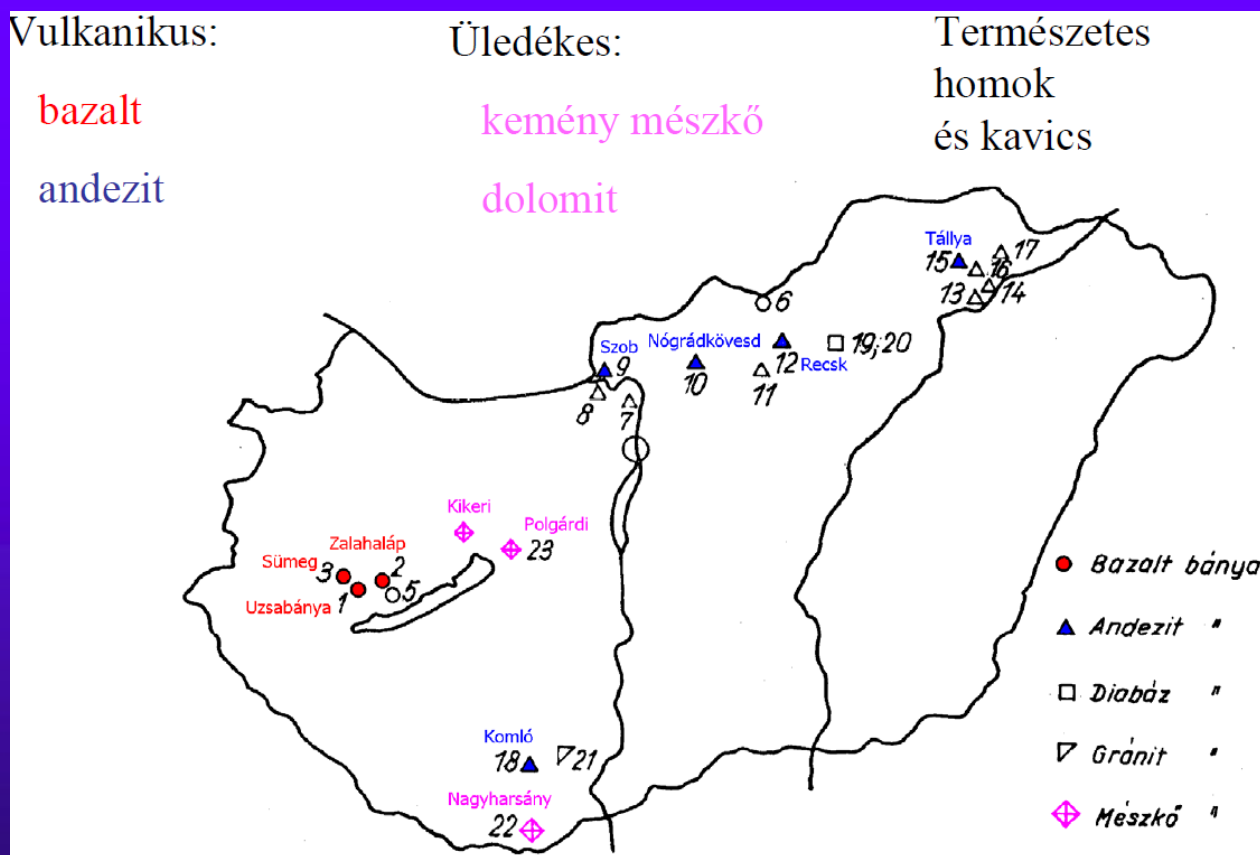 Vulkanikus:
bazalt
andezit
Üledékes:
kemény mészkő
dolomit
Természetes
homok
és kavics
Tállya
15
17
16
13
14
6
Nógrádkövesd
10
12
Recsk
11
19; 20
Szob
9
8
7
Kikeri
Polgárdi
23
Zalahaláp
2
Sümeg
3
Uzsabánya
1
5
Komló
18
21
Nagyharsány
22
Bazalt bánya
Andezit "
Diabáz "
Gránit "
Mészkő "